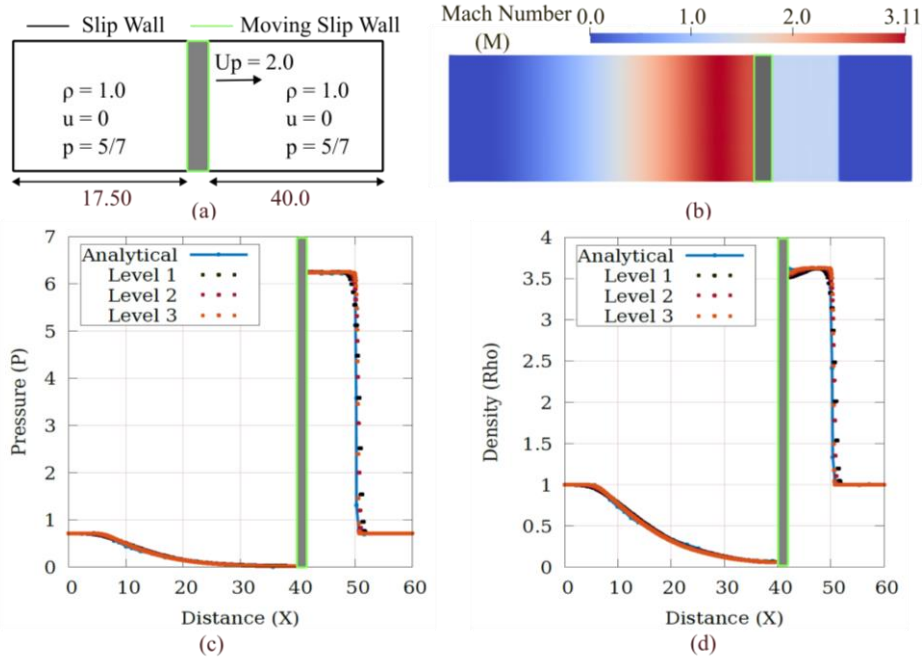 Slip Wall Moving Slip Wall
Up = 2.0
ρ = 1.0
u = 0
p = 5/7
ρ = 1.0
u = 0
p = 5/7
17.50
40.0
(a)
Mach Number
(M)
0.0 1.0 2.0 3.11
(b)
7
6
5
4
3
2
1
0
Pressure (P)
Analytical
Level 1
Level 2
Level 3
0 10 20 30 40 50 60
Distance (X)
(c)
4
3.5
3
2.5
2
1.5
1
0.5
0
Density (Rho)
Analytical
Level 1
Level 2
Level 3
0 10 20 30 40 50 60
Distance (X)
(d)